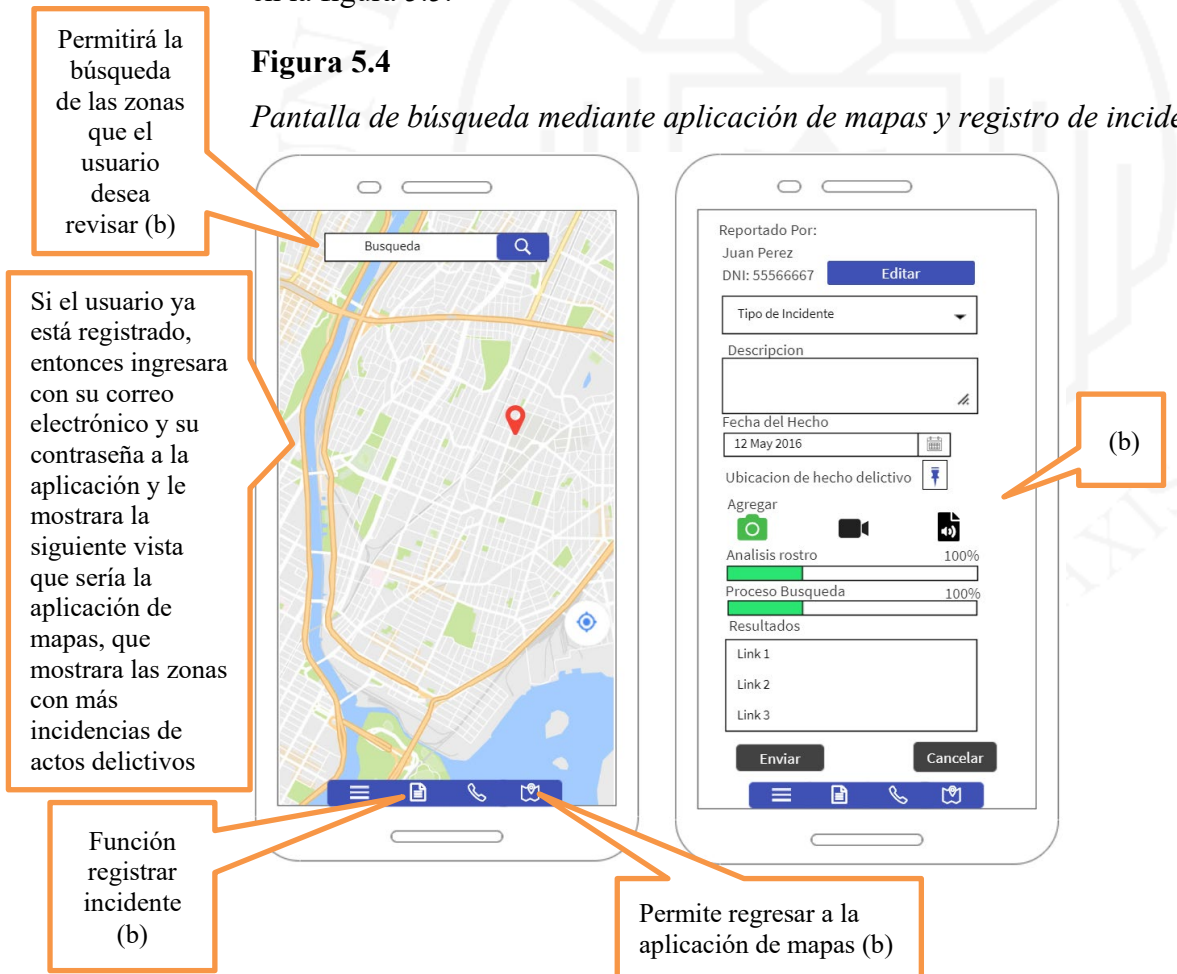 en la figura
Permitirá la
búsqueda
de las zonas
que el
usuario
desea
revisar (b)
Figura 5.4
Pantalla de búsqueda mediante aplicación de mapas y registro de incide
Si el usuario ya
está registrado,
entonces ingresara
con su correo
electrónico y su
contraseña a la
aplicación y le
mostrara la
siguiente vista
que sería la
aplicación de
mapas, que
mostrara las zonas
con más
incidencias de
actos delictivos
Busqueda
Reportado Por:
Juan Perez
DNI: 55566667
Editar
Tipo de Incidente
Descripcion
Fecha del Hecho
12 May 2016
Ubicacion de hecho delictivo
Agregar
Analisis rostro 100%
Proceso Busqueda 100%
Resultados
Link 1
Link 2
Link 3
Enviar
Cancelar
(b)
Función
registrar
incidente
(b)
Permite regresar a la
aplicación de mapas (b)